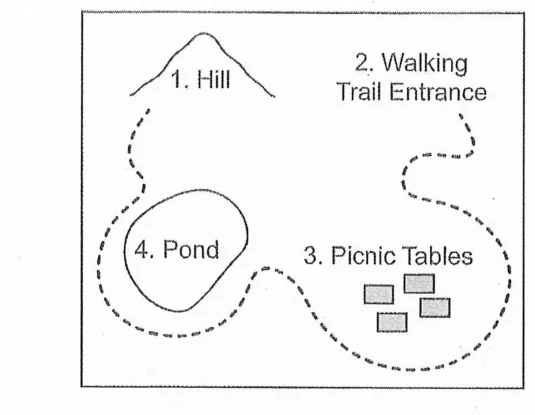 1. Hill
2. Walking
Trail Entrance
3. Picnic Tables
4. Pond